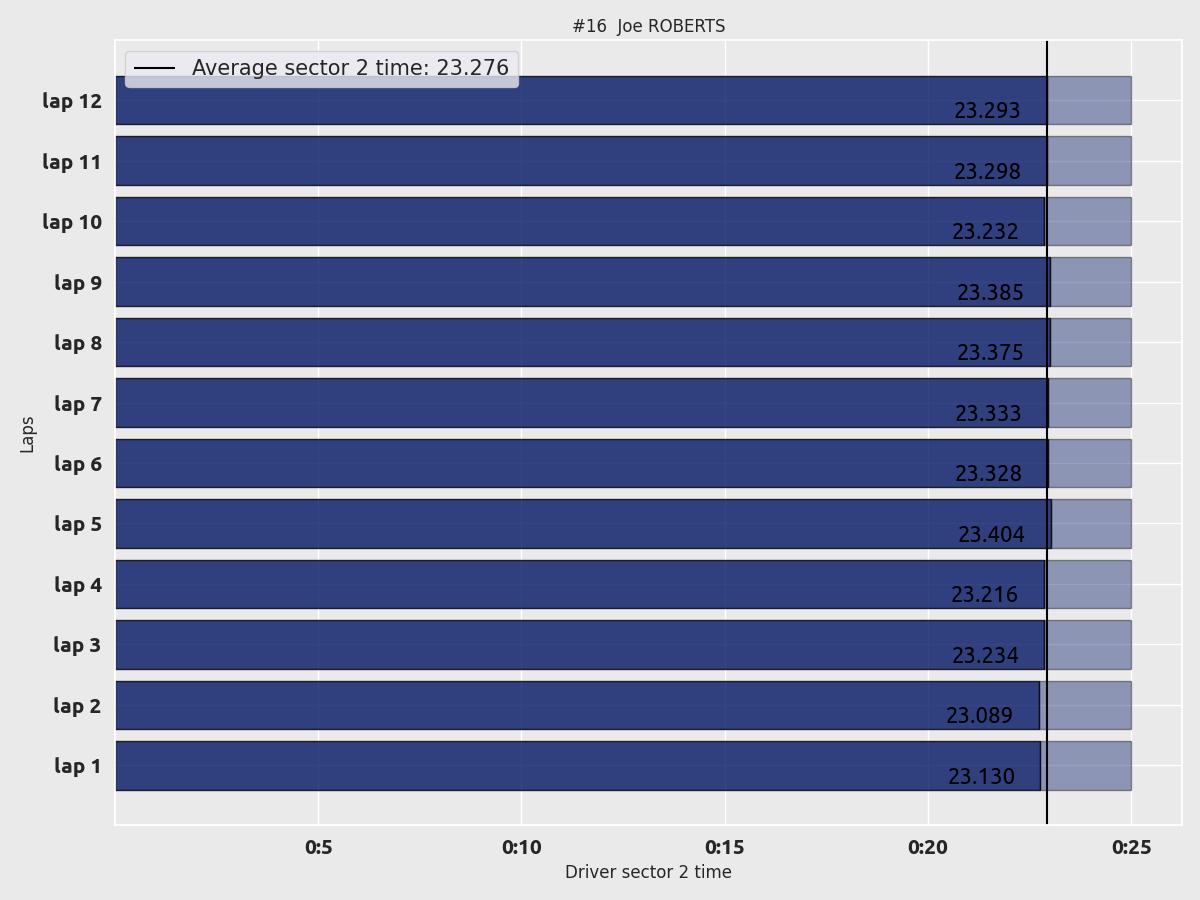 #16  Joe ROBERTS
Average sector 2 time: 23.276
lap 12
23.293
lap 11
23.298
lap 10
23.232
lap 9
23.385
lap 8
23.375
lap 7
23.333
lap 6
23.328
lap 5
23.404
lap 4
23.216
lap 3
23.234
lap 2
23.089
lap 1
23.130
Laps
0:5 0:10 0:15 0:20 0:25
Driver sector 2 time